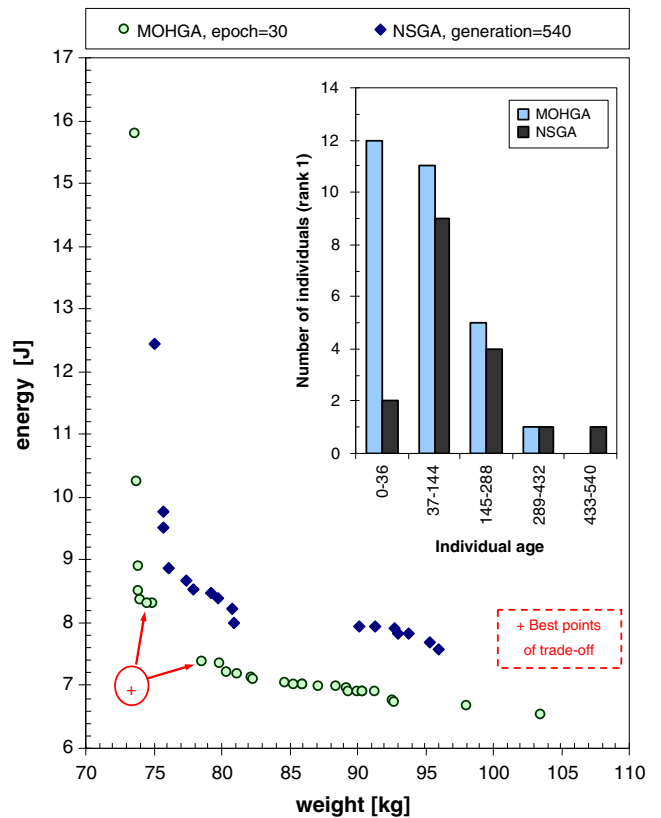 MOHGA, epoch=30 NSGA, generation=540
17
16
15
14
13
12
11
10
9
8
7
6
energy [J]
70 75 80 85 90 95 100 105 110
weight [kg]
14
12
10
8
6
4
2
0
Number of individuals (rank 1)
MOHGA
NSGA
0-36
37-144
145-288
289-432
433-540
Individual age
+ Best points
of trade-off
+